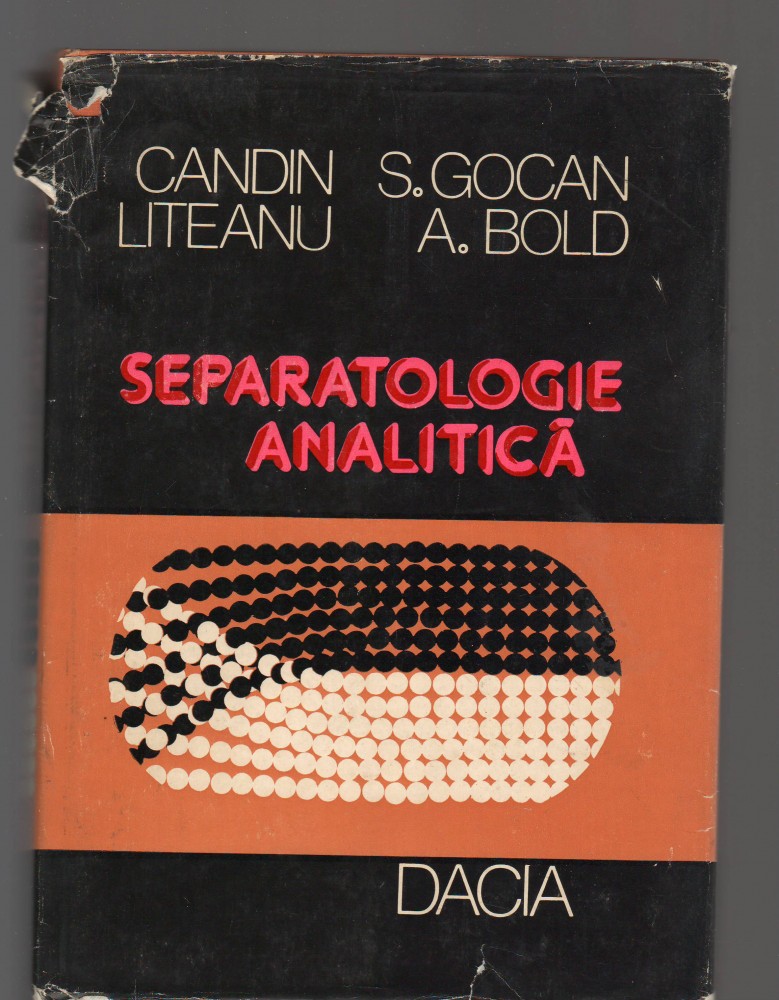 CANDIN
LITEANU
S. GOCAN
A. BOLD
SEPARATOLOGIE
ANALITICĂ
DACIA